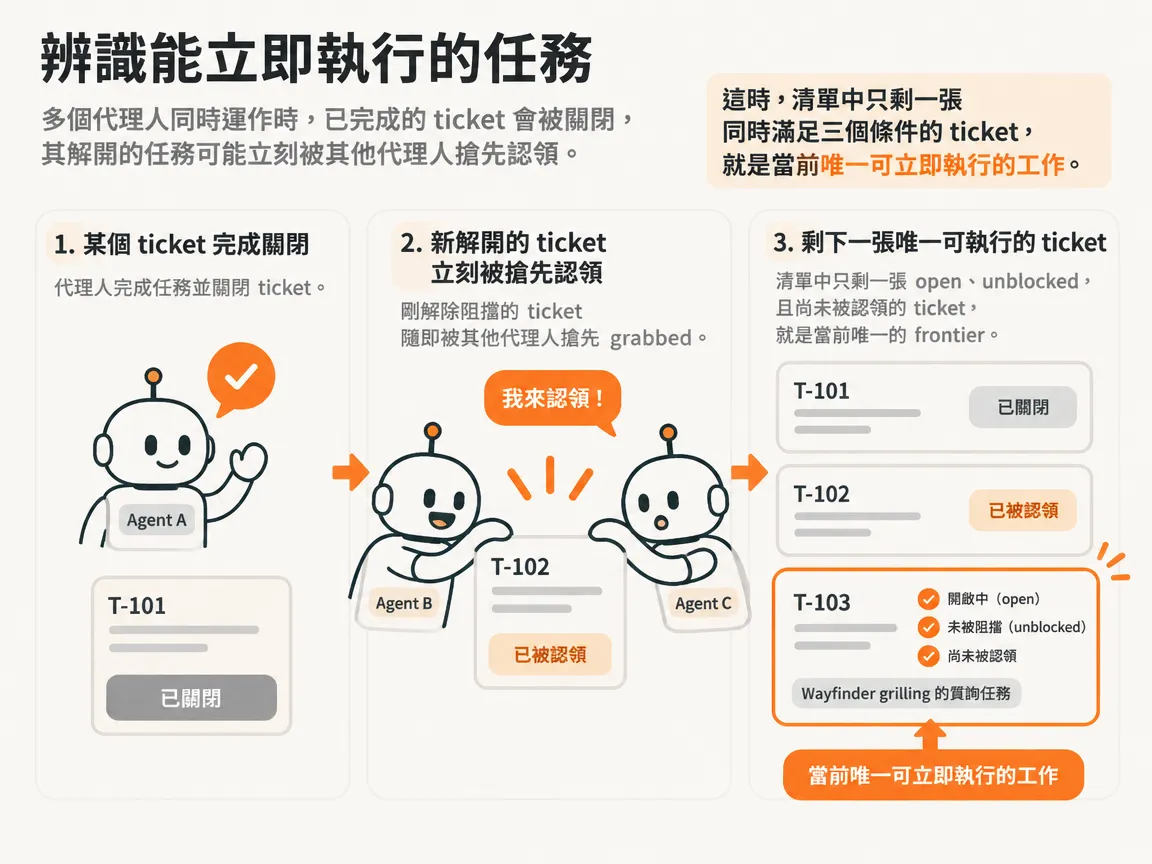 辨識能立即執行的任務
多個代理人同時運作時，已完成的 ticket 會被關閉，
其解開的任務可能立刻被其他代理人搶先認領。
這時，清單中只剩一張
同時滿足三個條件的 ticket，
就是當前唯一可立即執行的工作。
1. 某個 ticket 完成關閉
代理人完成任務並關閉 ticket。
Agent A
T-101
已關閉
2. 新解開的 ticket
立刻被搶先認領
剛解除阻擋的 ticket
隨即被其他代理人搶先 grabbed。
我來認領！
Agent B
T-102
已被認領
Agent C
3. 剩下一張唯一可執行的 ticket
清單中只剩一張 open、unblocked，
且尚未被認領的 ticket，
就是當前唯一的 frontier。
T-101
已關閉
T-102
已被認領
T-103
開啟中（open）
未被阻擋（unblocked）
尚未被認領
Wayfinder grilling 的質詢任務
當前唯一可立即執行的工作